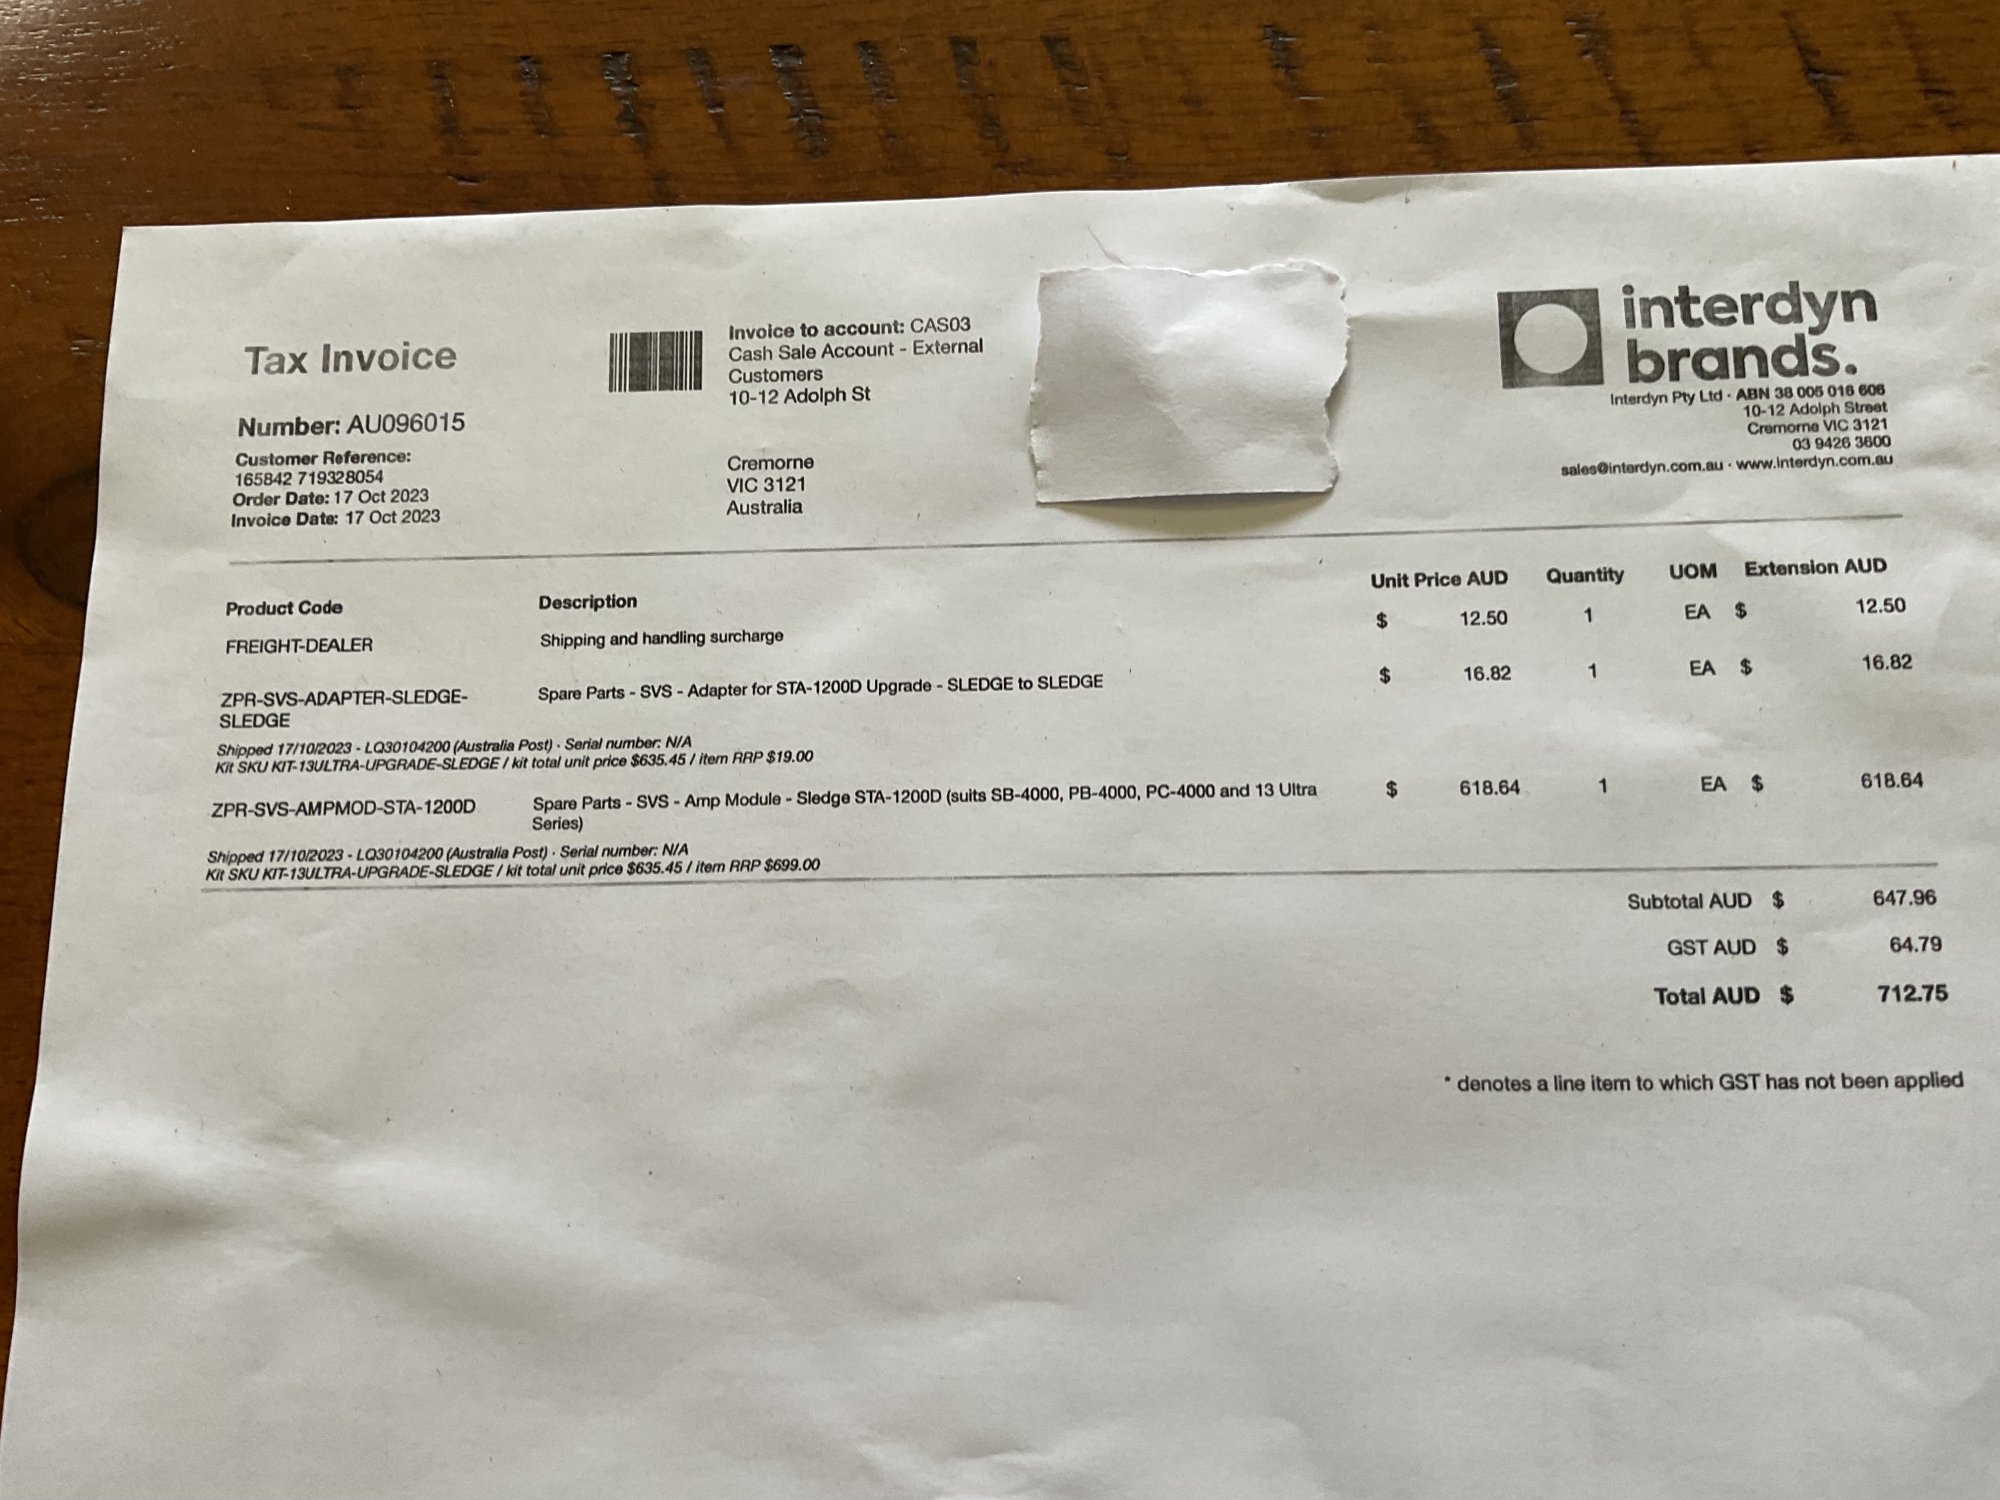 Tax Invoice
Number: AU096015
Customer Reference:
165842 719328054
Order Date: 17 Oct 2023
Invoice Date: 17 Oct 2023
Invoice to account: CAS03
Cash Sale Account - External
Customers
10-12 Adolph St
Cremorne
VIC 3121
Australia
interdyn
brands.
Interdyn Pty Ltd · ABN 38 005 016 606
10-12 Adolph Street
Cremorne VIC 3121
03 9426 3600
sales@interdyn.com.au · www.interdyn.com.au
Product Code Description Unit Price AUD Quantity UOM Extension AUD
FREIGHT-DEALER Shipping and handling surcharge $ 12.50 1 EA $ 12.50
ZPR-SVS-ADAPTER-SLEDGE- Spare Parts - SVS - Adapter for STA-1200D Upgrade - SLEDGE to SLEDGE $ 16.82 1 EA $ 16.82
SLEDGE
Shipped 17/10/2023 - LQ30104200 (Australia Post) · Serial number: N/A
Kit SKU KIT-13ULTRA-UPGRADE-SLEDGE / kit total unit price $635.45 / item RRP $19.00
ZPR-SVS-AMPMOD-STA-1200D Spare Parts - SVS - Amp Module - Sledge STA-1200D (suits SB-4000, PB-4000, PC-4000 and 13 Ultra $ 618.64 1 EA $ 618.64
Series)
Shipped 17/10/2023 - LQ30104200 (Australia Post) · Serial number: N/A
Kit SKU KIT-13ULTRA-UPGRADE-SLEDGE / kit total unit price $635.45 / item RRP $699.00
Subtotal AUD $ 647.96
GST AUD $ 64.79
Total AUD $ 712.75
* denotes a line item to which GST has not been applied